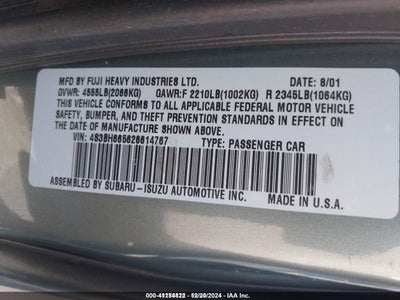 MFD BY FUJI HEAVY INDUSTRIES LTD. DATE: 8/01
GVWR: 4555LB(2066KG) GAWR:F 2210LB(1002KG) R 2345LB(1064KG)
THIS VEHICLE CONFORMS TO ALL APPLICABLE FEDERAL MOTOR VEHICLE
SAFETY, BUMPER, AND THEFT PREVENTION STANDARDS IN EFFECT ON
THE DATE OF MANUFACTURE SHOWN ABOVE.
VIN: 4S3BH665626614767 TYPE: PASSENGER CAR
ASSEMBLED BY SUBARU-ISUZU AUTOMOTIVE INC. MADE IN U.S.A.